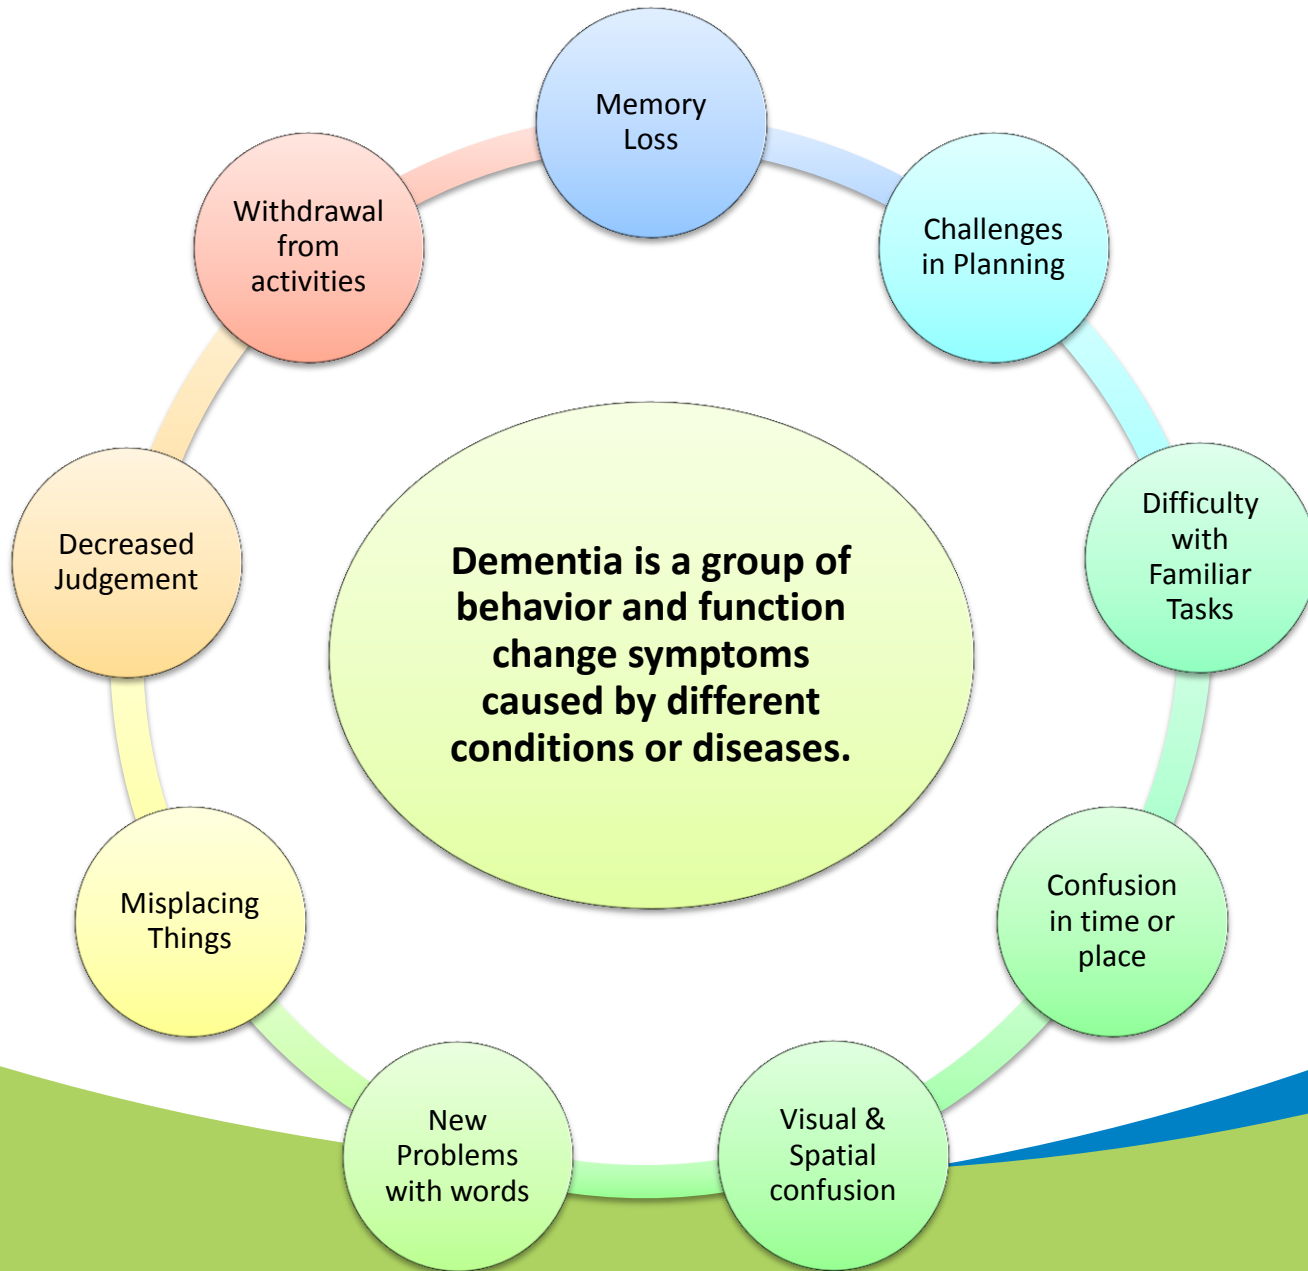 Memory
Loss
Challenges
in Planning
Difficulty
with
Familiar
Tasks
Confusion
in time or
place
Visual &
Spatial
confusion
New
Problems
with words
Misplacing
Things
Decreased
Judgement
Withdrawal
from
activities
Dementia is a group of
behavior and function
change symptoms
caused by different
conditions or diseases.